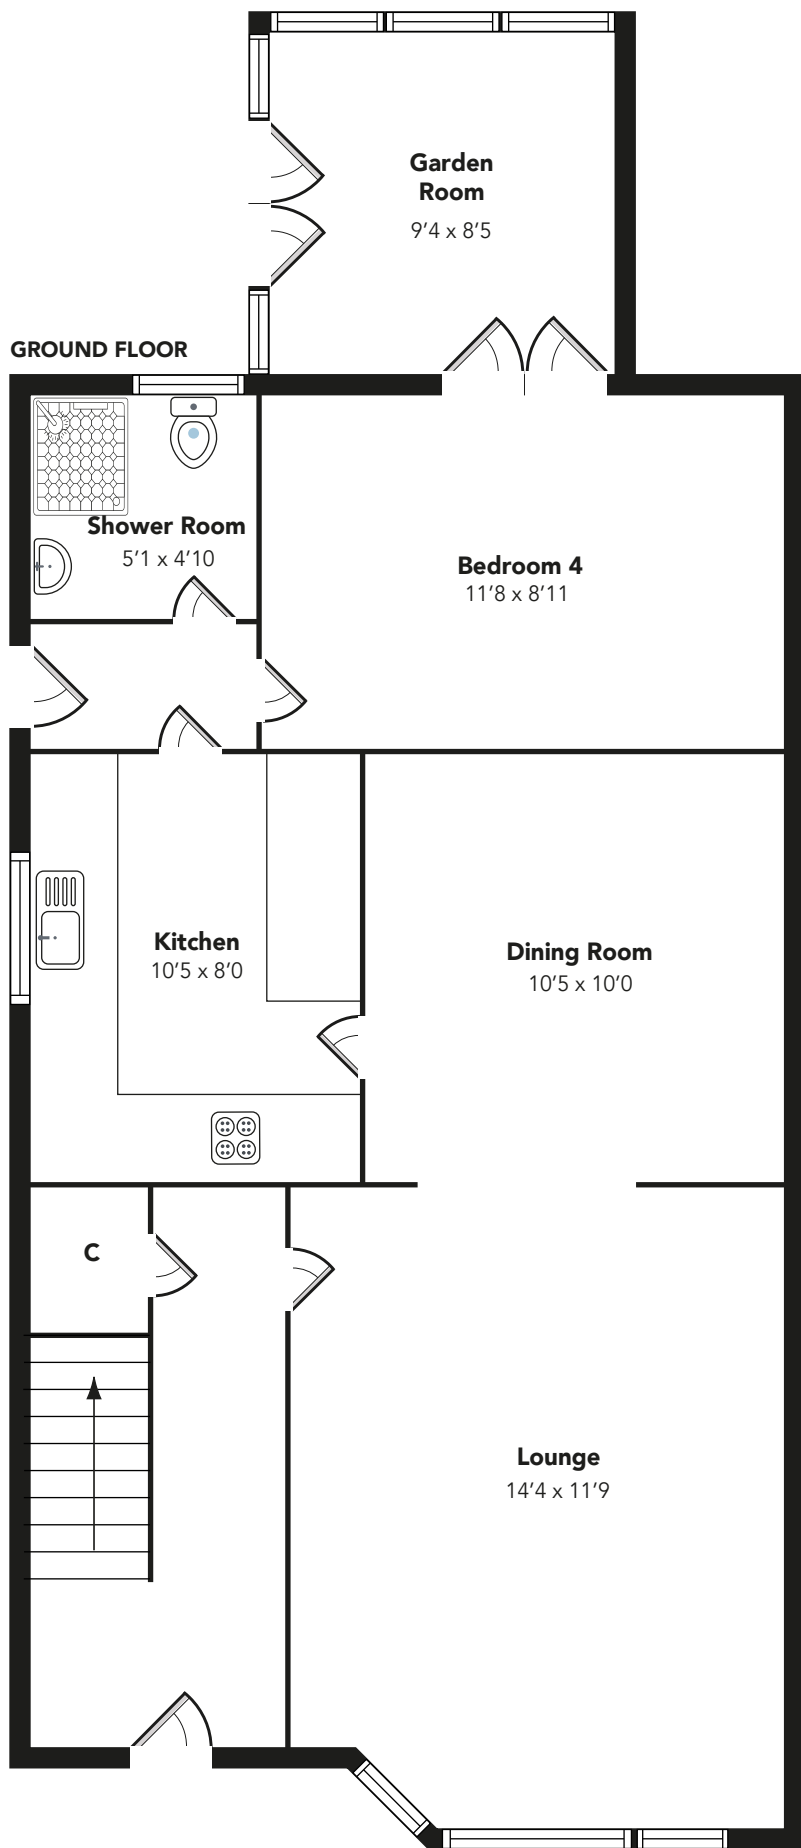 Garden
Room
9’4 x 8’5
GROUND FLOOR
Shower Room
5’1 x 4’10
Bedroom 4
11’8 x 8’11
Kitchen
10’5 x 8’0
Dining Room
10’5 x 10’0
C
Lounge
14’4 x 11’9